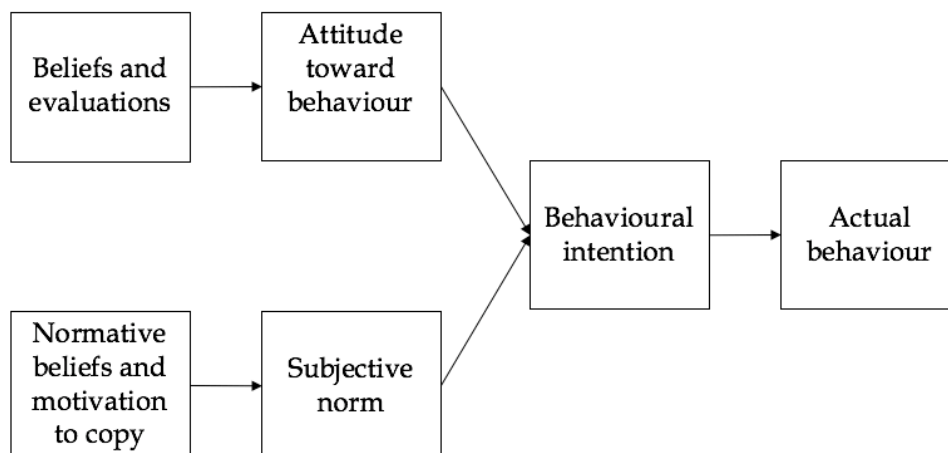 Beliefs and
evaluations
Attitude
toward
behaviour
Behavioural
intention
Actual
behaviour
Normative
beliefs and
motivation
to copy
Subjective
norm